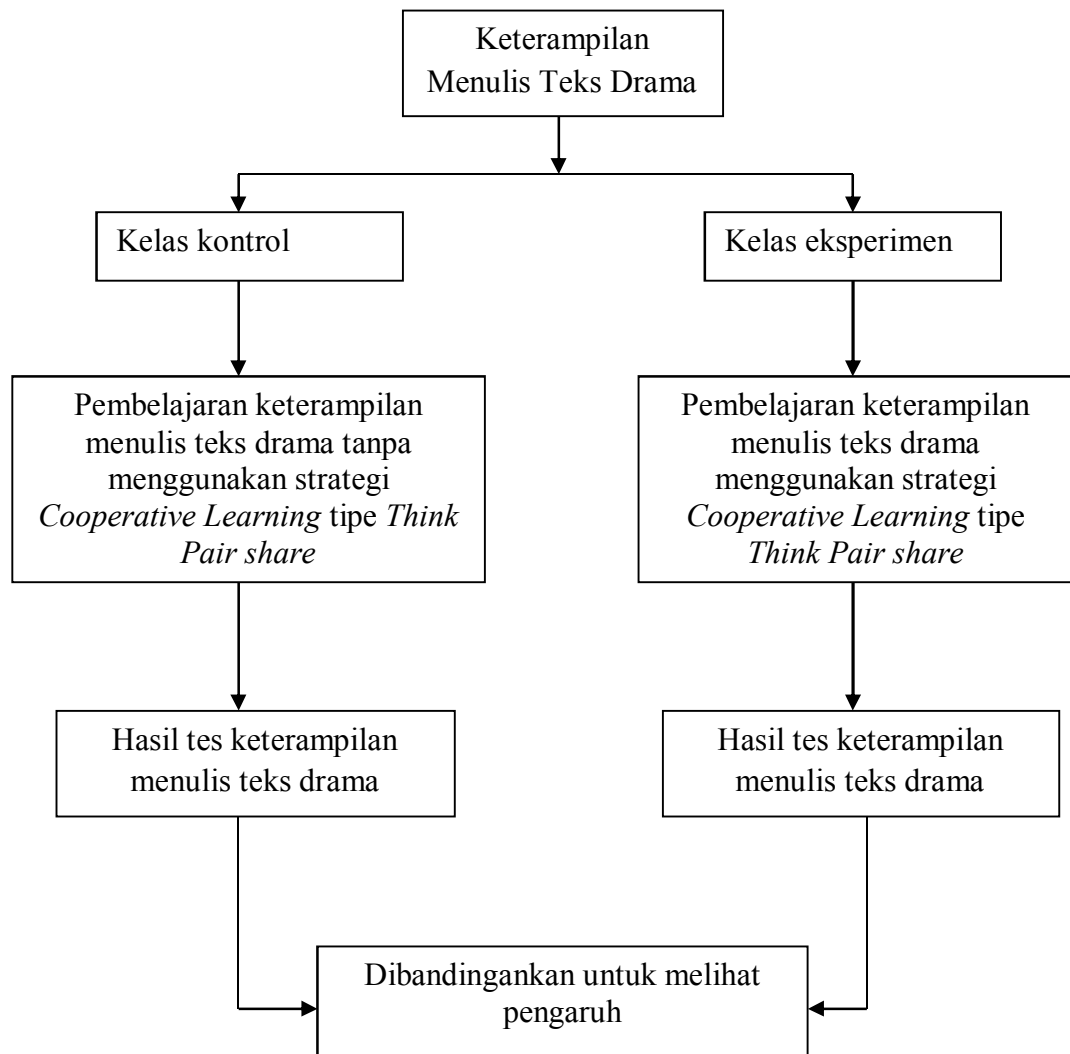 Keterampilan
Menulis Teks Drama
Kelas kontrol
Kelas eksperimen
Pembelajaran keterampilan
menulis teks drama tanpa
menggunakan strategi
Cooperative Learning tipe Think
Pair share
Pembelajaran keterampilan
menulis teks drama
menggunakan strategi
Cooperative Learning tipe
Think Pair share
Hasil tes keterampilan
menulis teks drama
Hasil tes keterampilan
menulis teks drama
Dibandingankan untuk melihat
pengaruh